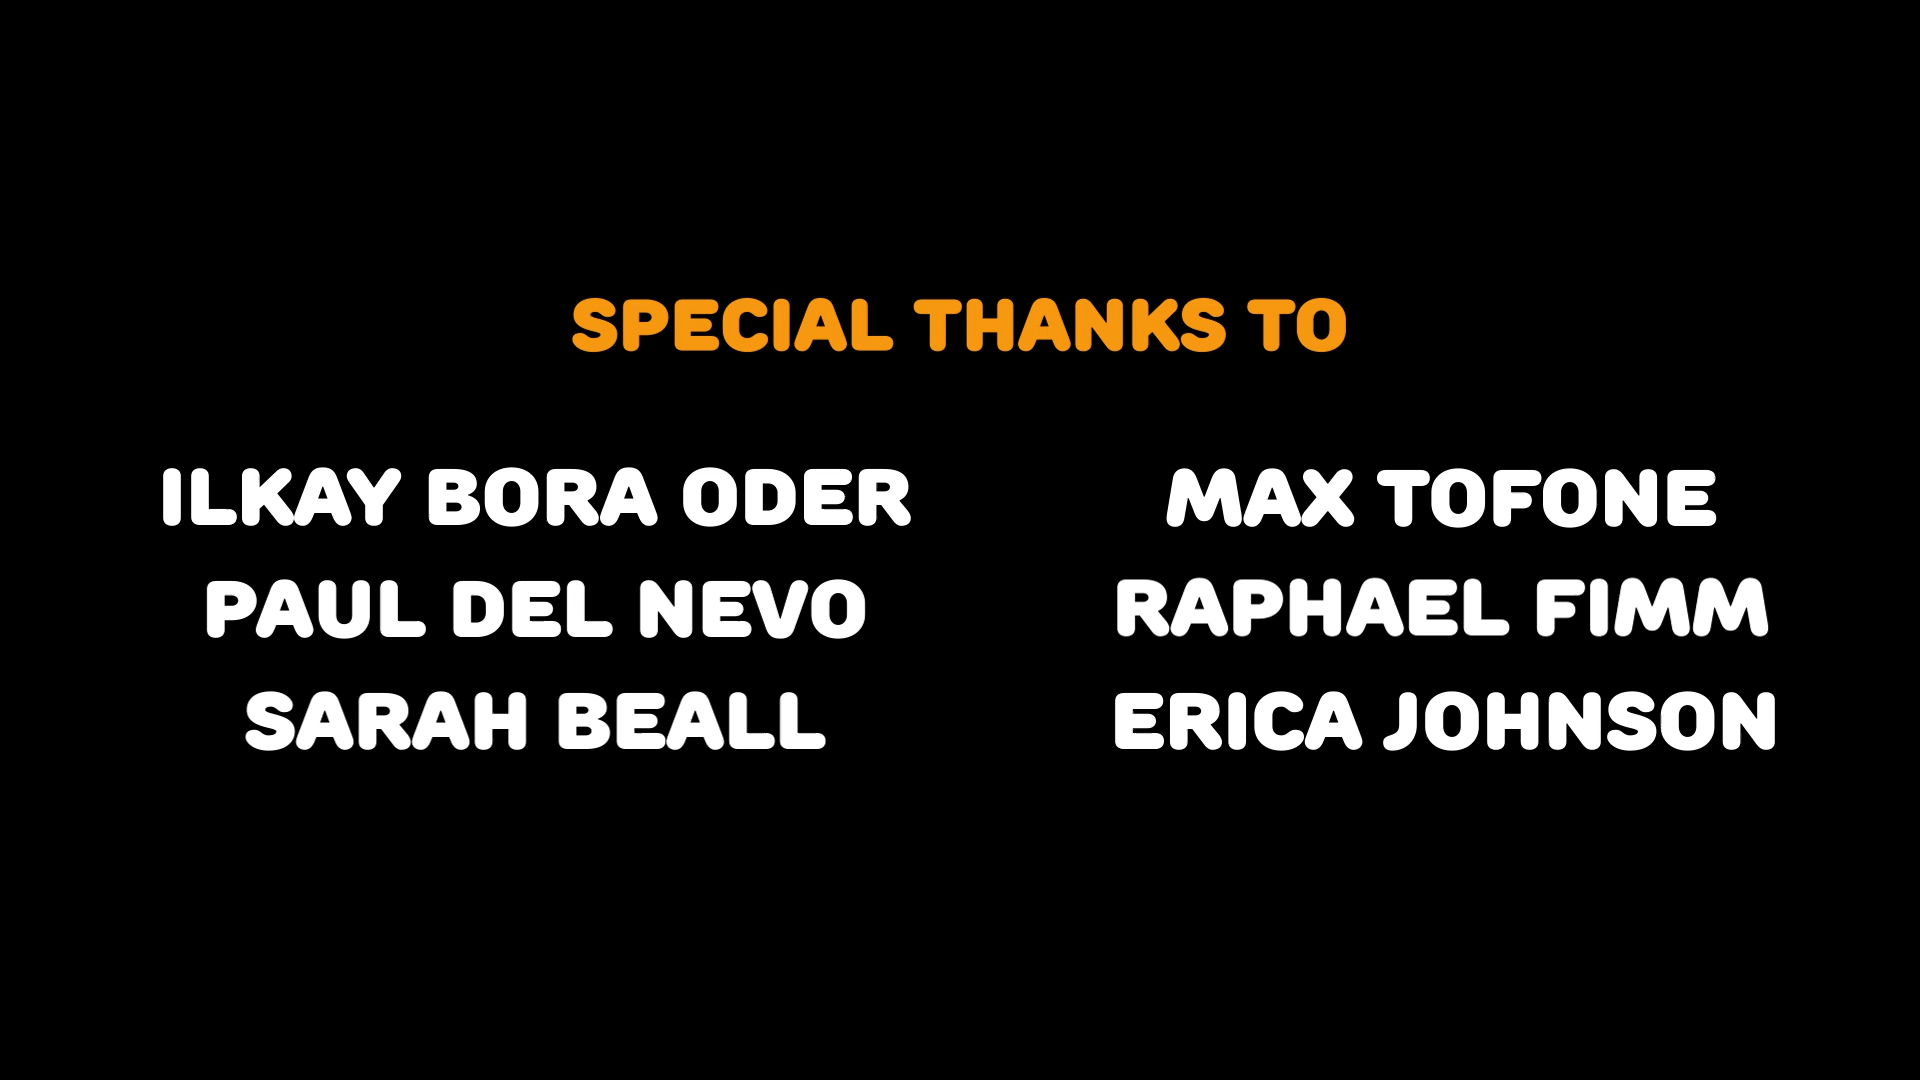 SPECIAL THANKS TO
ILKAY BORA ODER
PAUL DEL NEVO
SARAH BEALL
MAX TOFONE
RAPHAEL FIMM
ERICA JOHNSON